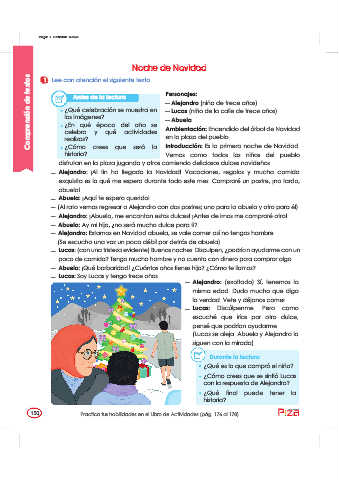 Noche de Navidad
Comprensión de textos
1 Lee con atención el siguiente texto.
Antes de la lectura
• ¿Qué celebración se muestra en
las imágenes?
• ¿En qué época del año se
celebra y qué actividades
realizas?
• ¿Cómo crees que será la
historia?
Personajes:
— Alejandro (niño de trece años)
— Lucas (niño de la calle de trece años)
— Abuela
Ambientación: Encendido del árbol de Navidad
en la plaza del pueblo.
Introducción: Es la primera noche de Navidad.
Vemos como todos los niños del pueblo
disfrutan en la plaza jugando y otros comiendo deliciosos dulces navideños.
— Alejandro: ¡Al fin ha llegado la Navidad! Vacaciones, regalos y mucha comida
exquisita es lo que me espera durante todo este mes. Compraré un postre, ¡no tardo,
abuela!
— Abuela: ¡Aquí te espero querido!
— (Al rato vemos regresar a Alejandro con dos postres; uno para la abuela y otro para él)
— Alejandro: ¡Abuela, me encantan estos dulces! ¡Antes de irnos me compraré otro!
— Abuela: Ay mi hijo, ¿no será mucho dulce para ti?
— Alejandro: Estamos en Navidad abuela, se vale comer así no tengas hambre.
(Se escucha una voz un poco débil por detrás de abuela)
— Lucas: (con una tristeza evidente) Buenas noches. Disculpen, ¿podrían ayudarme con un
poco de comida? Tengo mucha hambre y no cuento con dinero para comprar algo.
— Abuela: ¡Qué barbaridad! ¿Cuántos años tienes hijo? ¿Cómo te llamas?
— Lucas: Soy Lucas y tengo trece años.
— Alejandro: (exaltado) Sí, tenemos la
misma edad. Dudo mucho que diga
la verdad. Vete y déjanos comer.
— Lucas: Discúlpenme. Pero como
escuché que iría por otro dulce,
pensé que podrían ayudarme.
(Lucas se aleja. Abuela y Alejandro lo
siguen con la mirada)
Durante la lectura
• ¿Qué es lo que compró el niño?
• ¿Cómo crees que se sintió Lucas
con la respuesta de Alejandro?
• ¿Qué final puede tener la
historia?
150
Practica tus habilidades en el Libro de Actividades (pág. 174 al 178).